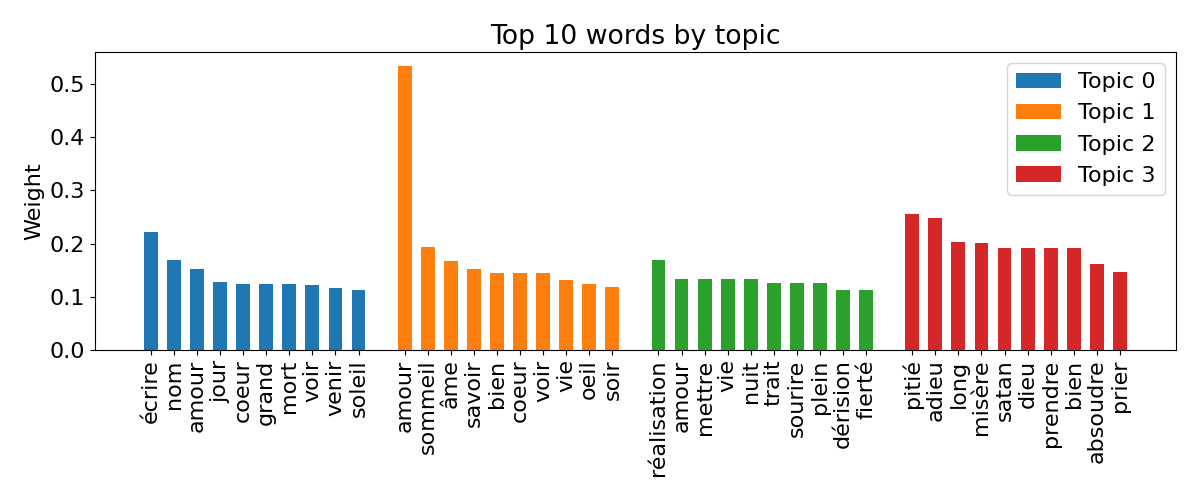 Top 10 words by topic
Weight
0.5
0.4
0.3
0.2
0.1
0.0
Topic 0
Topic 1
Topic 2
Topic 3
écrire
nom
amour
jour
coeur
grand
mort
voir
venir
soleil
amour
sommeil
âme
savoir
bien
coeur
voir
vie
oeil
soir
réalisation
amour
mettre
vie
nuit
trait
sourire
plein
dérision
fierté
pitié
adieu
long
misère
satan
dieu
prendre
bien
absoudre
prier